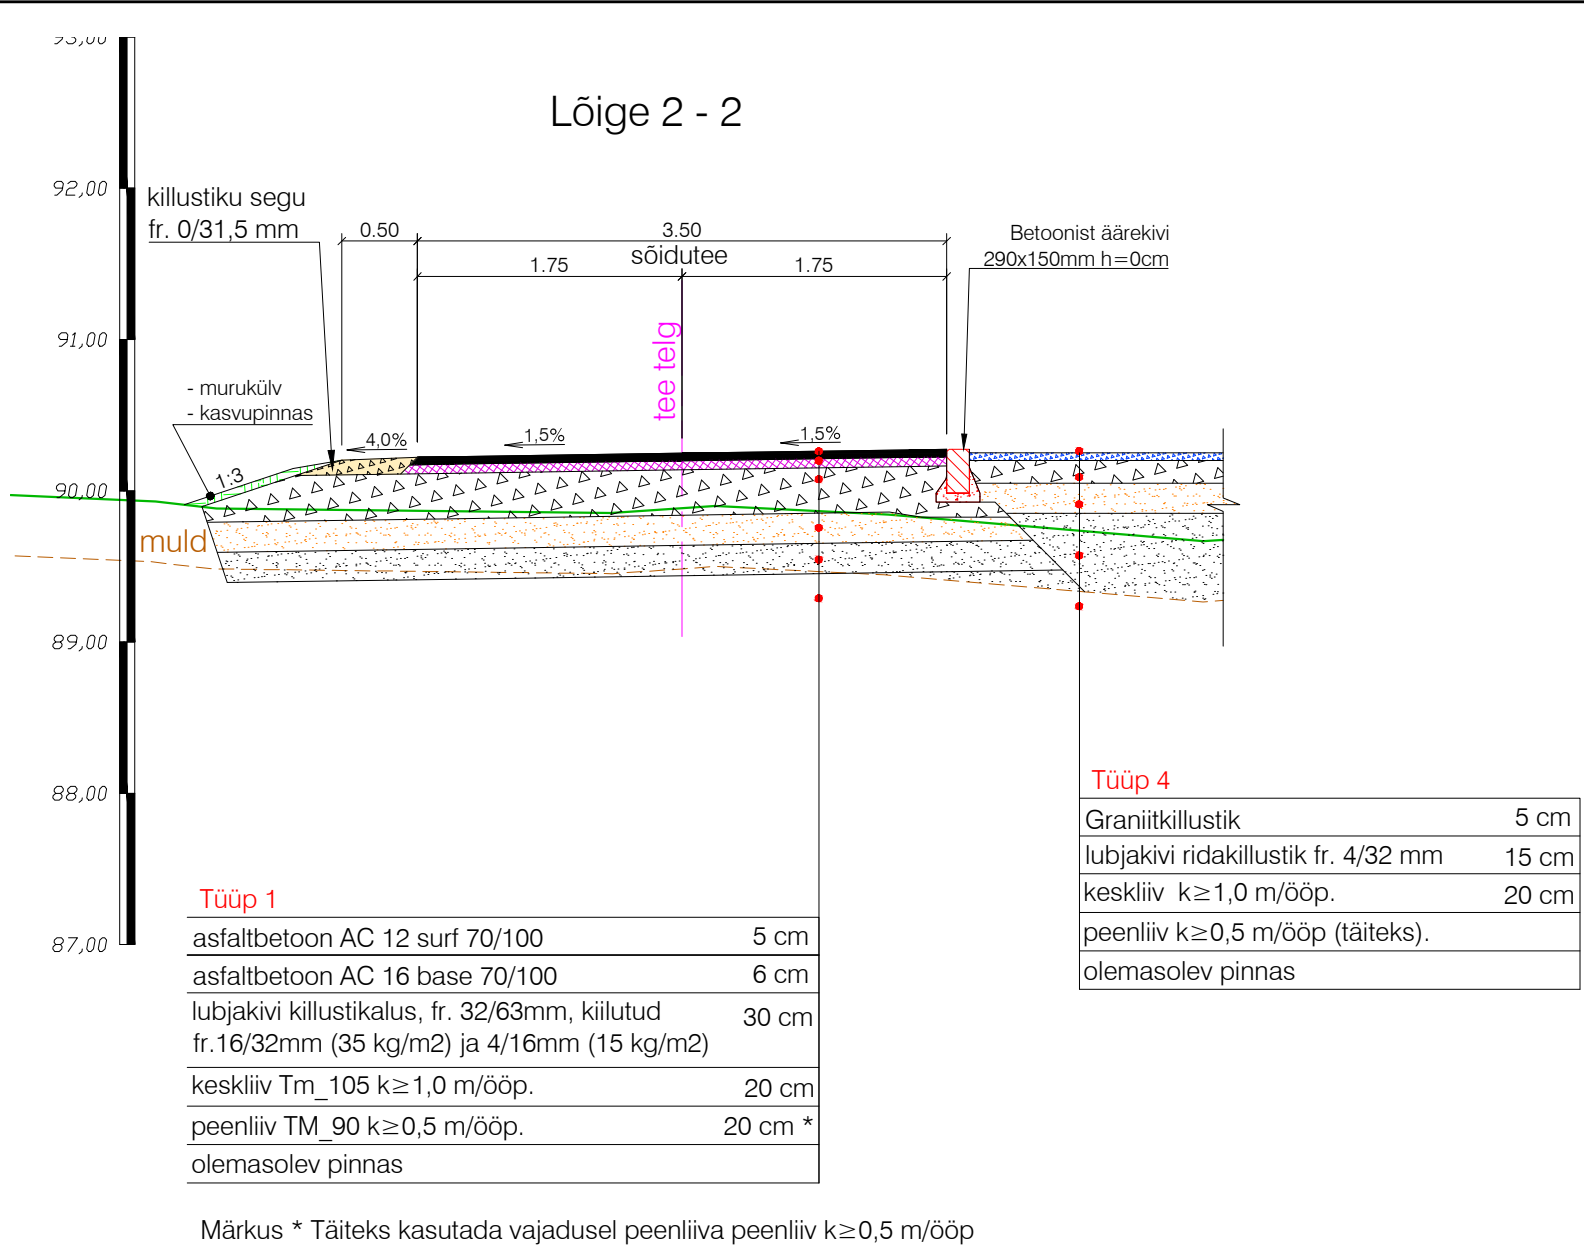 93,00
Lõige 2 - 2
92,00
killustiku segu
fr. 0/31,5 mm
0.50
3.50
sõidutee
1.75
1.75
Betoonist äärekivi
290x150mm h=0cm
91,00
tee telg
- murukülv
- kasvupinnas
4,0%
1,5%
1,5%
1:3
90,00
muld
89,00
88,00
87,00
Tüüp 4
Graniitkillustik 5 cm
lubjakivi ridakillustik fr. 4/32 mm 15 cm
keskliiv k≥1,0 m/ööp. 20 cm
peenliiv k≥0,5 m/ööp (täiteks).
olemasolev pinnas
Tüüp 1
asfaltbetoon AC 12 surf 70/100 5 cm
asfaltbetoon AC 16 base 70/100 6 cm
lubjakivi killustikalus, fr. 32/63mm, kiilutud 30 cm
fr.16/32mm (35 kg/m2) ja 4/16mm (15 kg/m2)
keskliiv Tm_105 k≥1,0 m/ööp. 20 cm
peenliiv TM_90 k≥0,5 m/ööp. 20 cm *
olemasolev pinnas
Märkus * Täiteks kasutada vajadusel peenliiva peenliiv k≥0,5 m/ööp